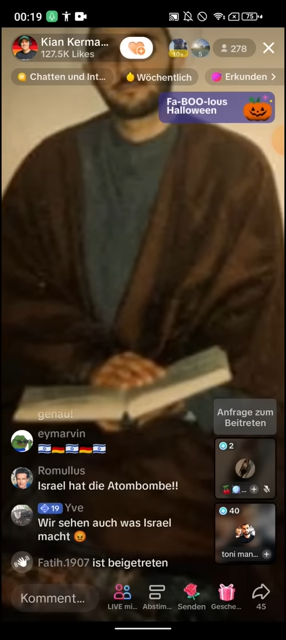 00:19
75
Kian Kerma...
127.5K Likes
278
Chatten und Int...
Wöchentlich
Erkunden
Fa-BOO-lous
Halloween
genau!
eymarvin
Romullus
Israel hat die Atombombe!!
19 Yve
Wir sehen auch was Israel
macht
Fatih.1907 ist beigetreten
Anfrage zum
Beitreten
2
40
toni man...
Komment...
LIVE mi...
Abstim...
Senden
Gesche...
45